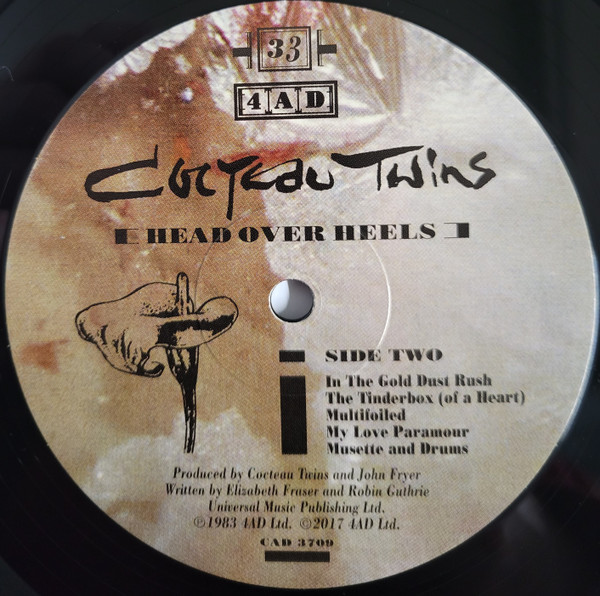 33
4AD
Cocteau Twins
HEAD OVER HEELS
SIDE TWO
In The Gold Dust Rush
The Tinderbox (of a Heart)
Multifoiled
My Love Paramour
Musette and Drums
Produced by Cocteau Twins and John Fryer
Written by Elizabeth Fraser and Robin Guthrie
Universal Music Publishing Ltd.
℗1983 4AD Ltd. ©2017 4AD Ltd.
CAD 3709